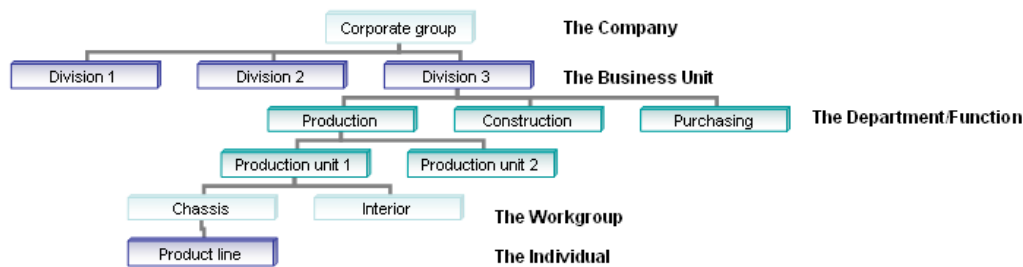 Corporate group The Company
Division 1 Division 2 Division 3 The Business Unit
Production Construction Purchasing The Department/Function
Production unit 1 Production unit 2
Chassis Interior The Workgroup
Product line The Individual